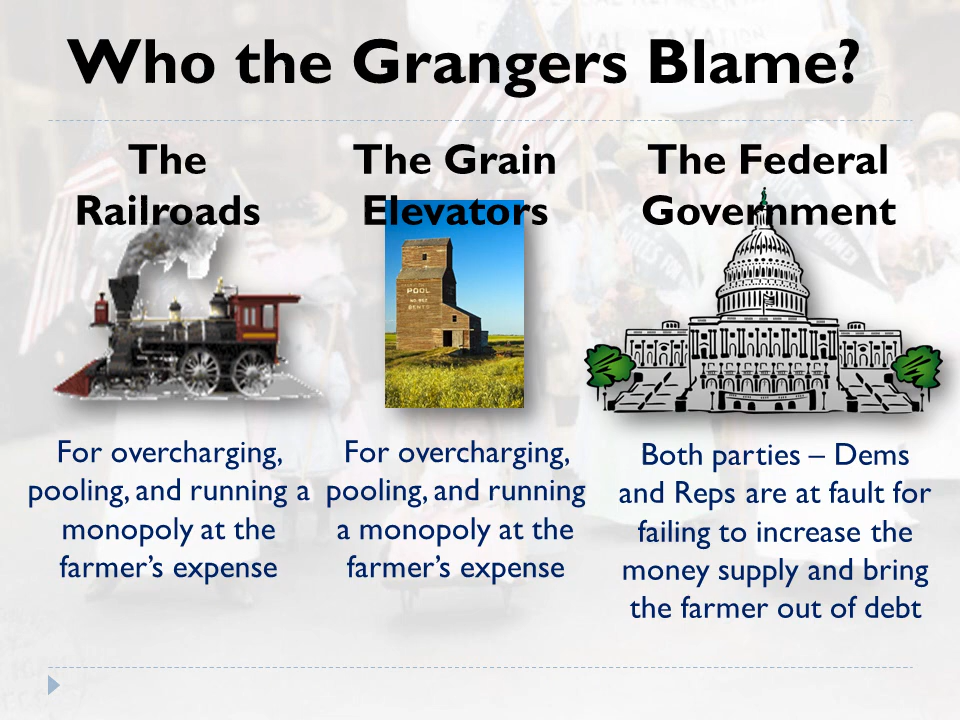 Who the Grangers Blame?
The
Railroads
The Grain
Elevators
The Federal
Government
POOL
For overcharging,
pooling, and running a
monopoly at the
farmer's expense
For overcharging,
pooling, and running
a monopoly at the
farmer's expense
Both parties – Dems
and Reps are at fault for
failing to increase the
money supply and bring
the farmer out of debt